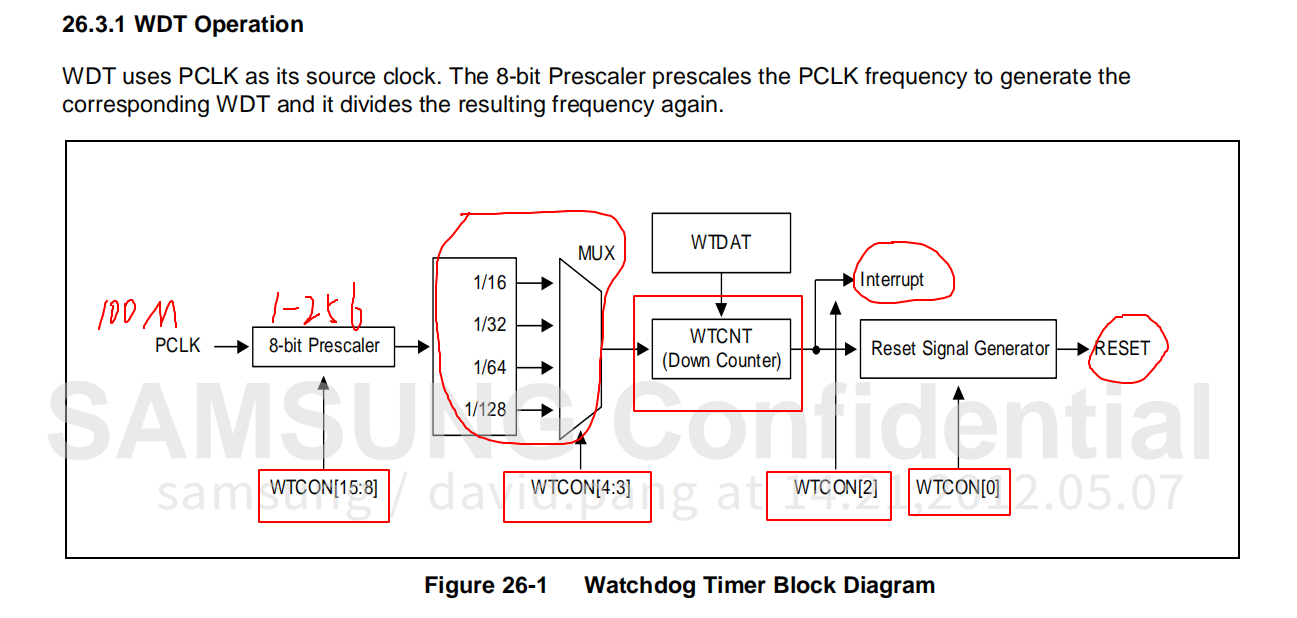 26.3.1 WDT Operation
WDT uses PCLK as its source clock. The 8-bit Prescaler prescales the PCLK frequency to generate the
corresponding WDT and it divides the resulting frequency again.
WTDAT
MUX
Interrupt
1/16
100M
1-256
1/32
WTCNT
(Down Counter)
PCLK
8-bit Prescaler
Reset Signal Generator
RESET
1/64
1/128
SAMSUNG Confidential
WTCON[15:8]
WTCON[4:3]
WTCON[2]
WTCON[0]
samsung / david.pang at 14:21,2012.05.07
Figure 26-1 Watchdog Timer Block Diagram